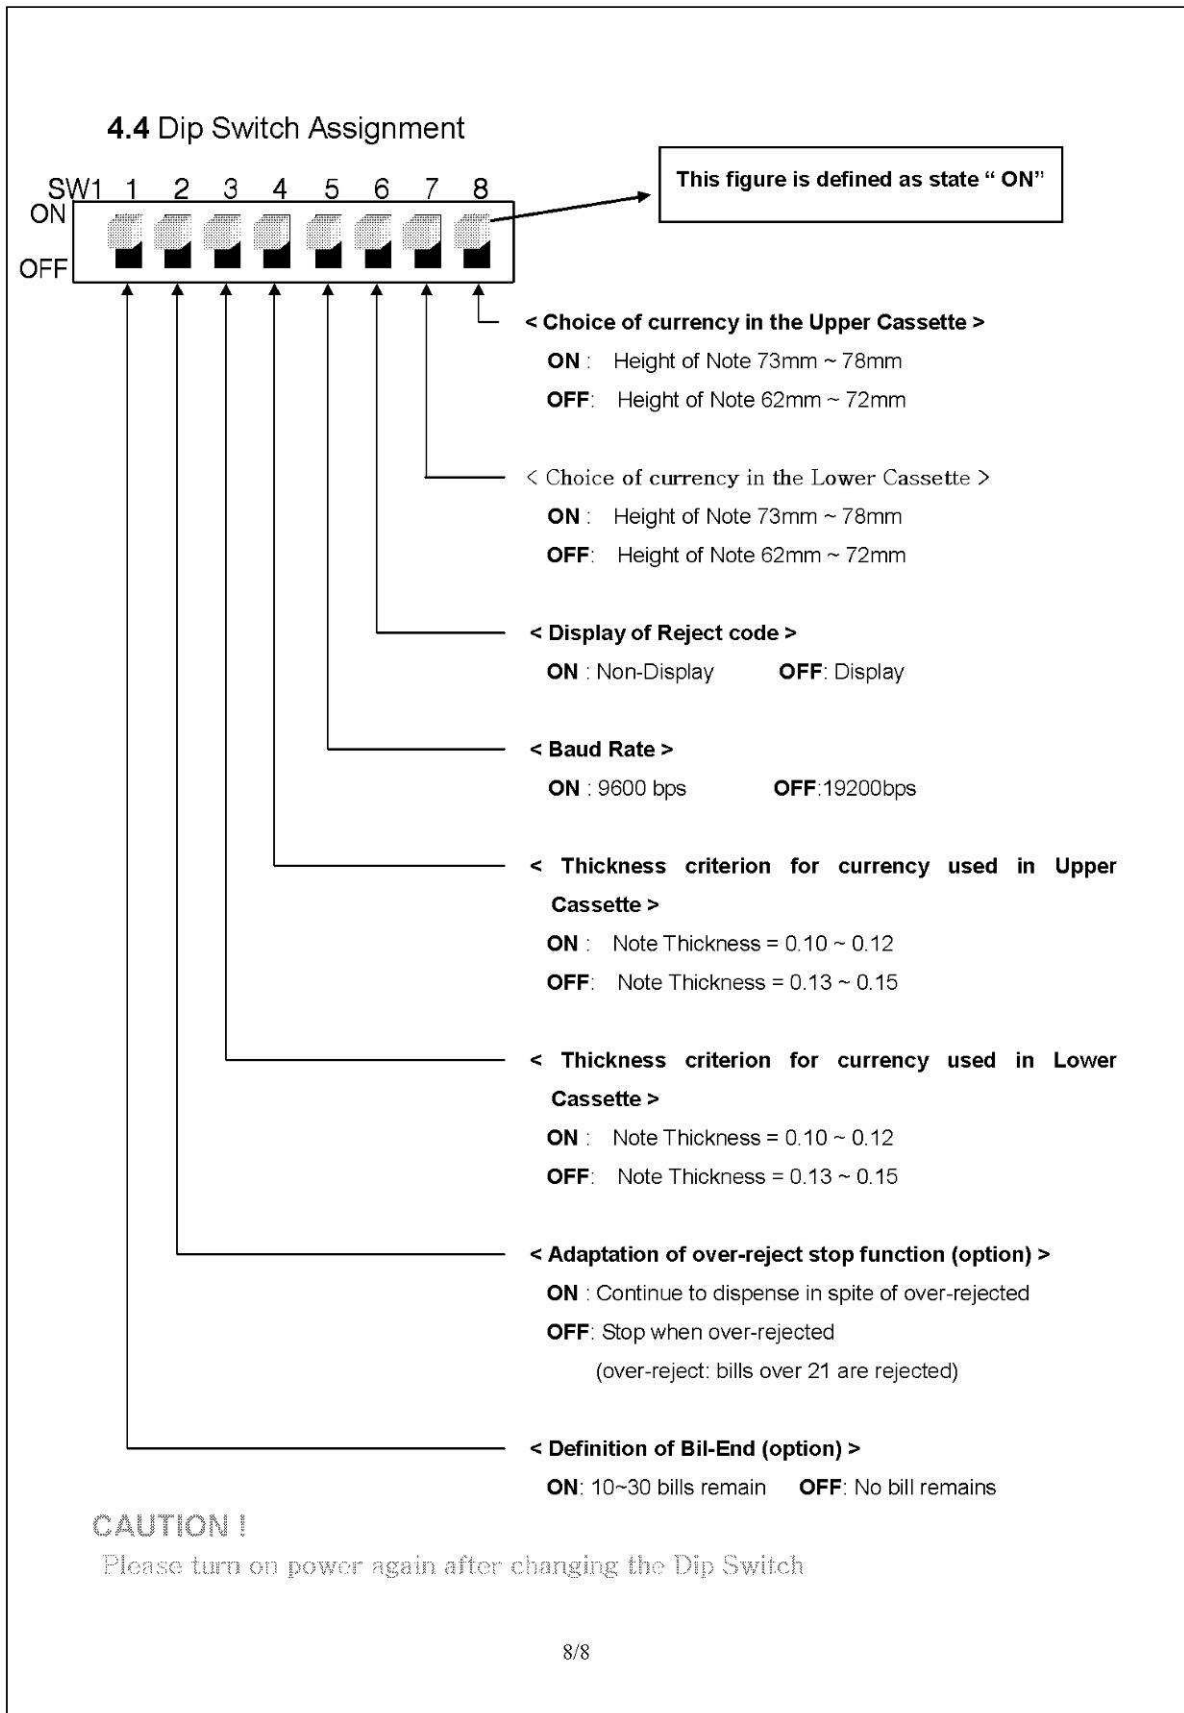 4.4 Dip Switch Assignment
This figure is defined as state “ ON”
SW1 1 2 3 4 5 6 7 8
ON
OFF
< Choice of currency in the Upper Cassette >
ON : Height of Note 73mm ~ 78mm
OFF: Height of Note 62mm ~ 72mm
< Choice of currency in the Lower Cassette >
ON : Height of Note 73mm ~ 78mm
OFF: Height of Note 62mm ~ 72mm
< Display of Reject code >
ON : Non-Display OFF: Display
< Baud Rate >
ON : 9600 bps OFF:19200bps
< Thickness criterion for currency used in Upper
Cassette >
ON : Note Thickness = 0.10 ~ 0.12
OFF: Note Thickness = 0.13 ~ 0.15
< Thickness criterion for currency used in Lower
Cassette >
ON : Note Thickness = 0.10 ~ 0.12
OFF: Note Thickness = 0.13 ~ 0.15
< Adaptation of over-reject stop function (option) >
ON : Continue to dispense in spite of over-rejected
OFF: Stop when over-rejected
(over-reject: bills over 21 are rejected)
< Definition of Bil-End (option) >
ON: 10~30 bills remain OFF: No bill remains
CAUTION !
Please turn on power again after changing the Dip Switch
8/8